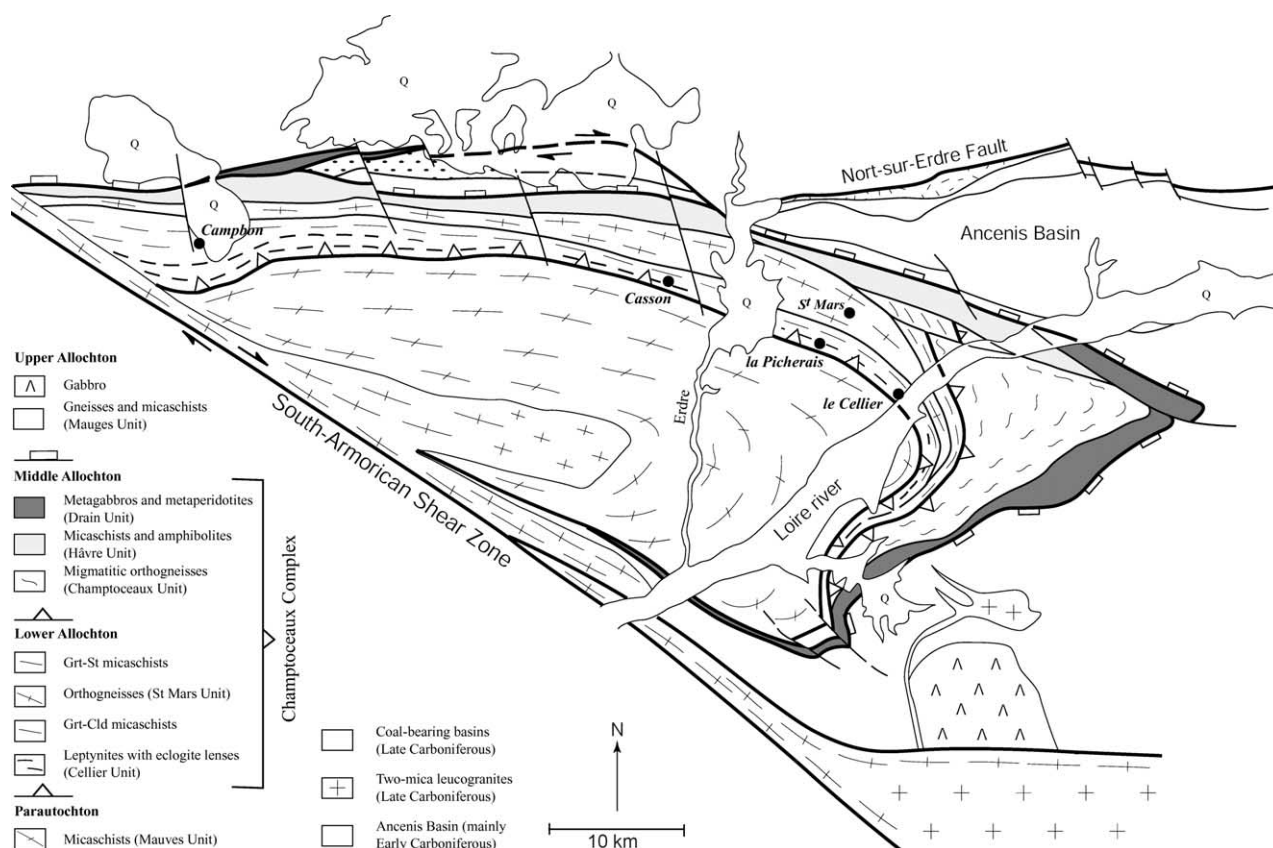 Q
Q
Q
Nort-sur-Erdre Fault
Q
Campbon
Ancenis Basin
Casson
Q
St Mars
Q
la Picherais
le Cellier
Erdre
South-Armorican Shear Zone
Loire river
Q
Upper Allochton
Gabbro
Gneisses and micaschists
(Mauges Unit)
Middle Allochton
Metagabbros and metaperidotites
(Drain Unit)
Micaschists and amphibolites
(Hâvre Unit)
Migmatitic orthogneisses
(Champtoceaux Unit)
Lower Allochton
Grt-St micaschists
Orthogneisses (St Mars Unit)
Grt-Cld micaschists
Leptynites with eclogite lenses
(Cellier Unit)
Parautochton
Micaschists (Mauves Unit)
Champtoceaux Complex
Coal-bearing basins
(Late Carboniferous)
Two-mica leucogranites
(Late Carboniferous)
Ancenis Basin (mainly
Early Carboniferous)
N
10 km